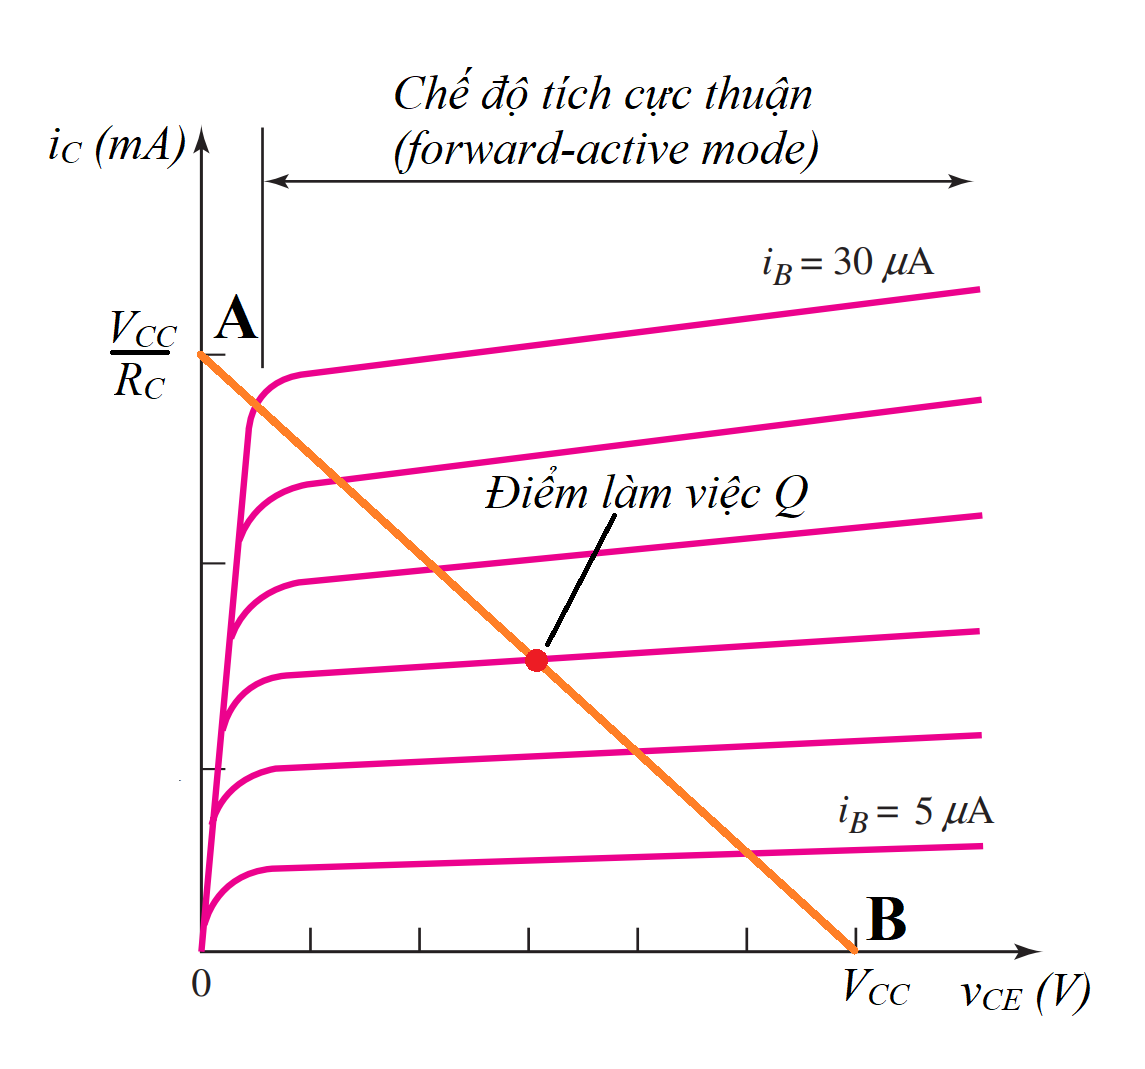 Chế độ tích cực thuận
(forward-active mode)
iC (mA)
iB = 30 μA
A
VCC
RC
Điểm làm việc Q
iB = 5 μA
B
0
VCC
vCE (V)